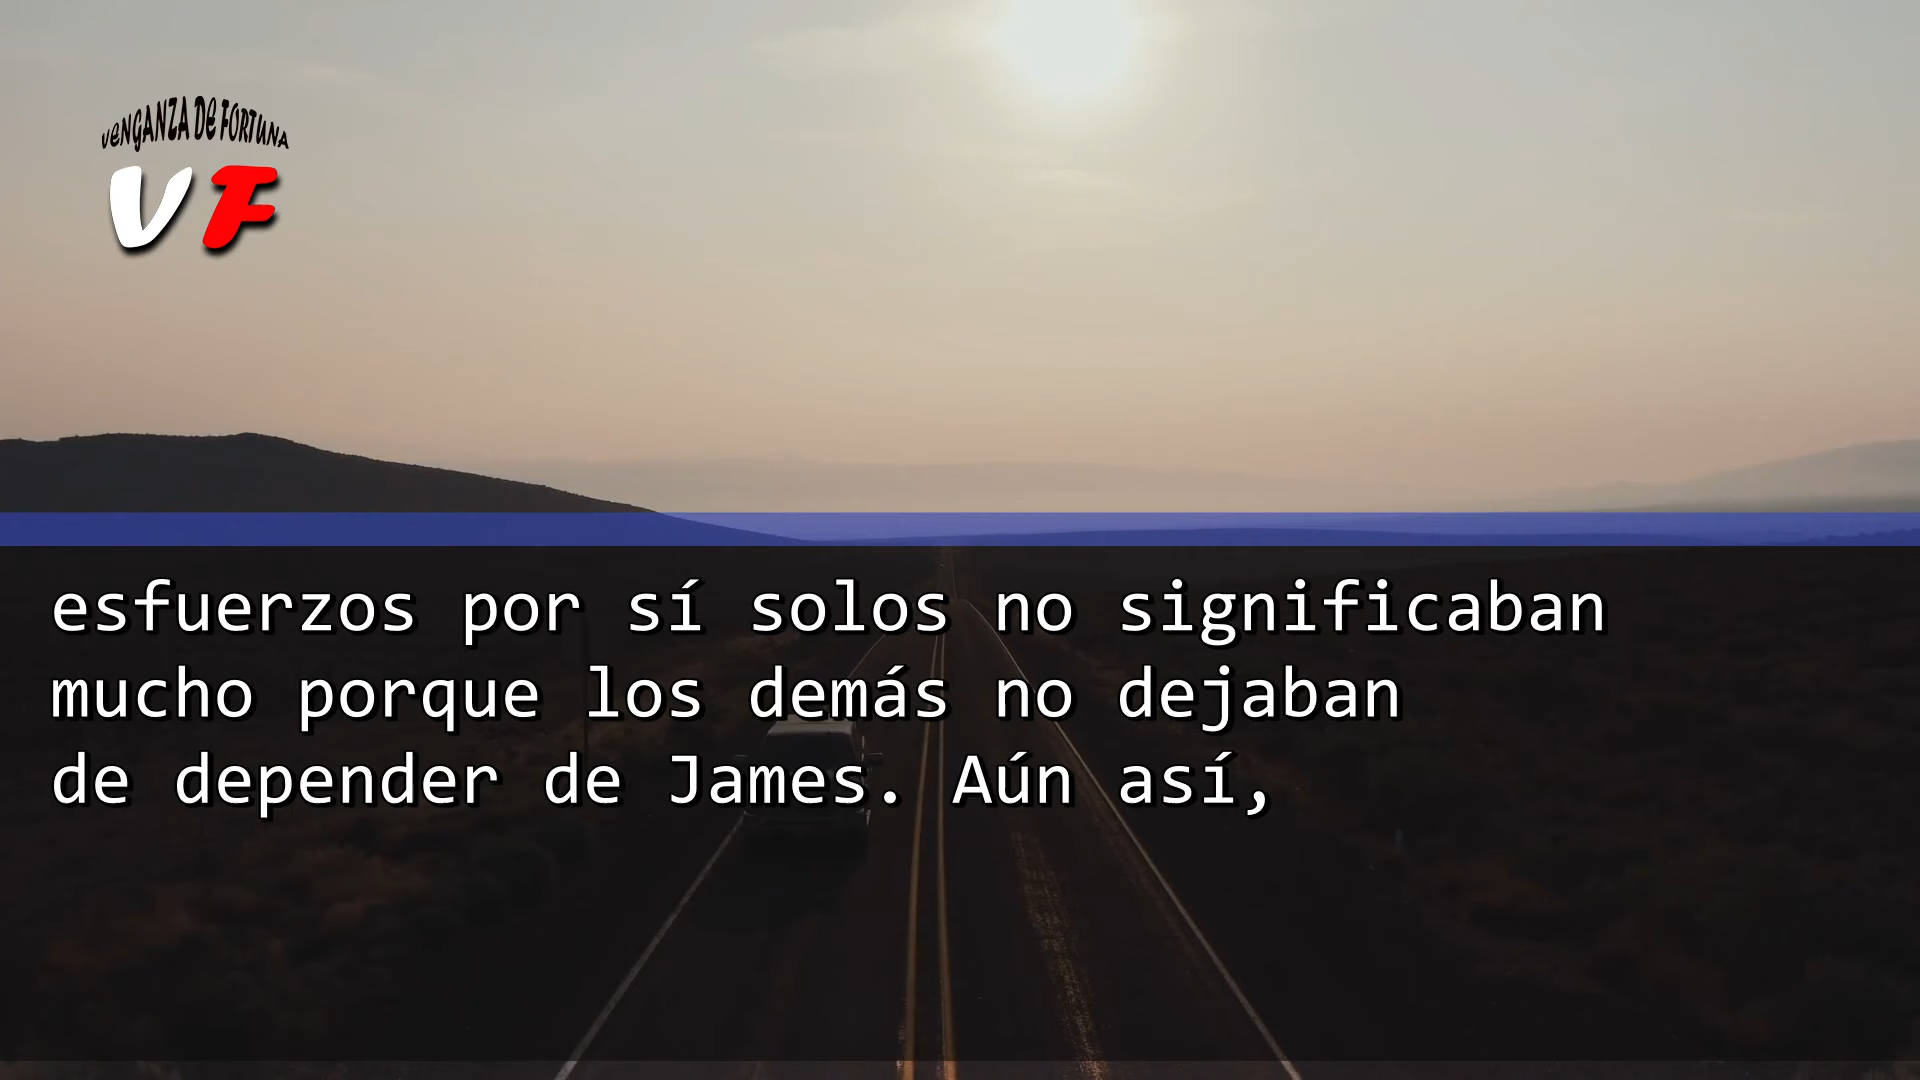 VENGANZA DE FORTUNA
VF
esfuerzos por sí solos no significaban
mucho porque los demás no dejaban
de depender de James. Aún así,